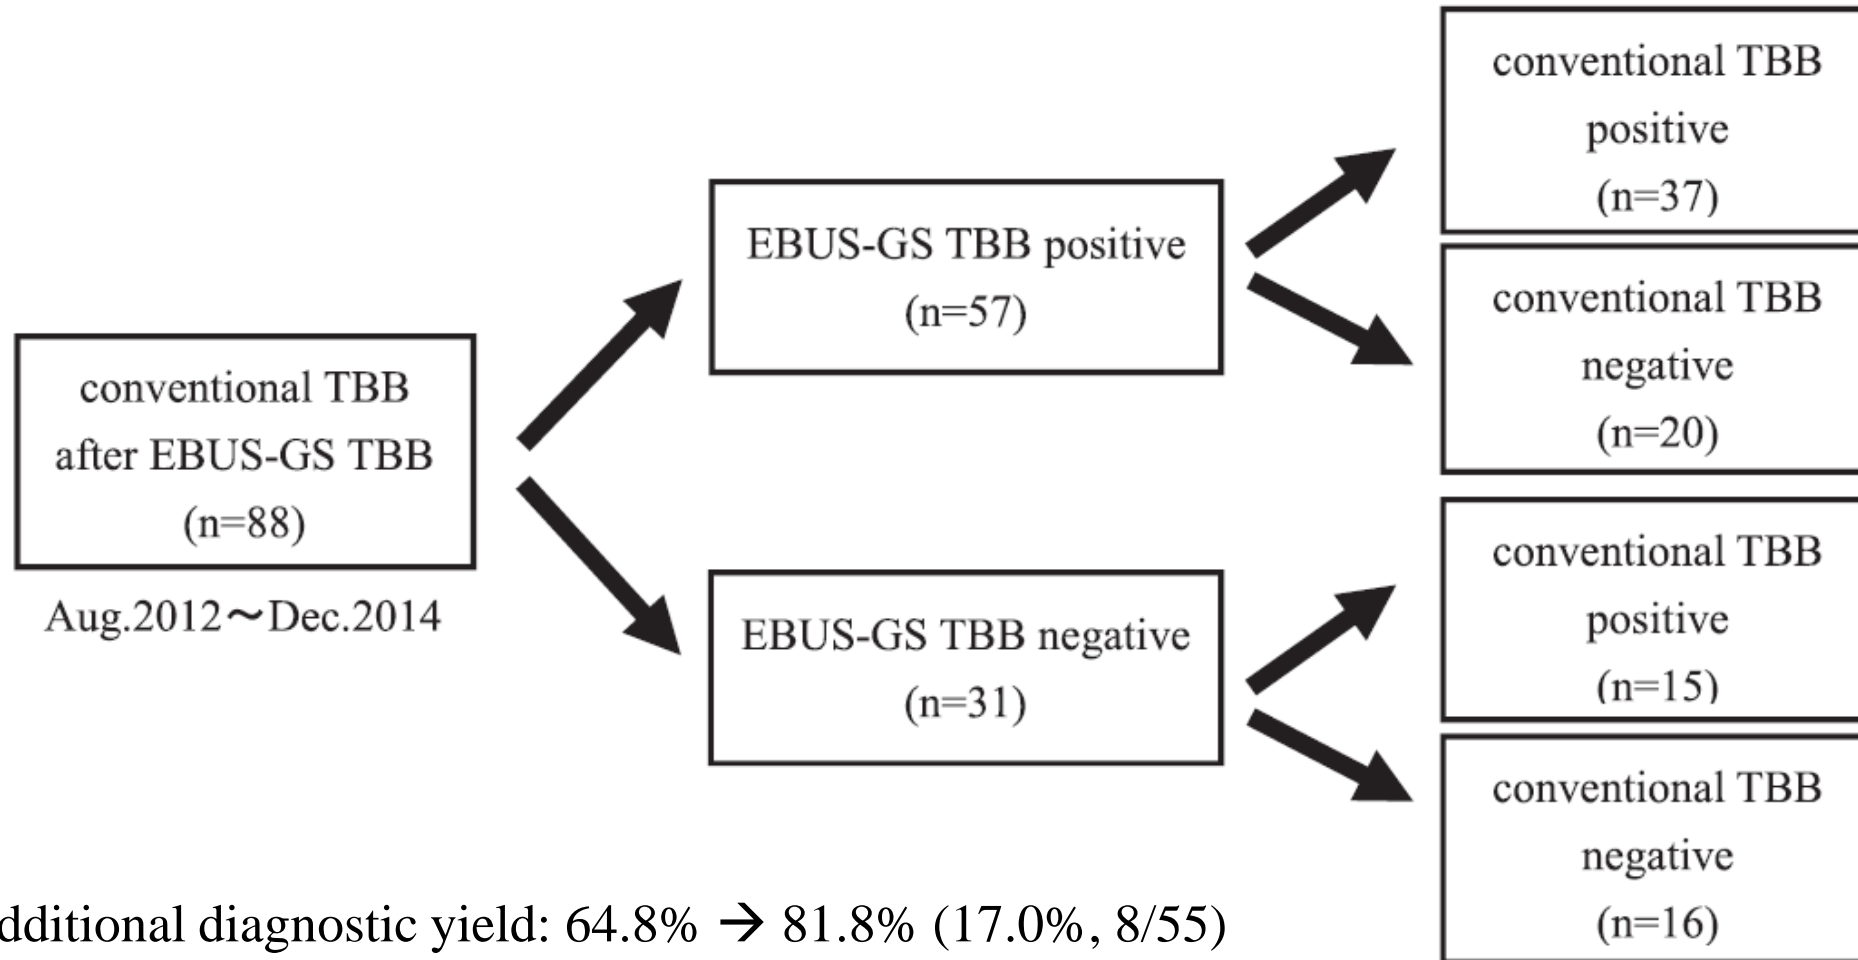 conventional TBB
after EBUS-GS TBB
(n=88)
Aug.2012~Dec.2014
EBUS-GS TBB positive
(n=57)
EBUS-GS TBB negative
(n=31)
conventional TBB
positive
(n=37)
conventional TBB
negative
(n=20)
conventional TBB
positive
(n=15)
conventional TBB
negative
(n=16)
dditional diagnostic yield: 64.8% → 81.8% (17.0%, 8/55)